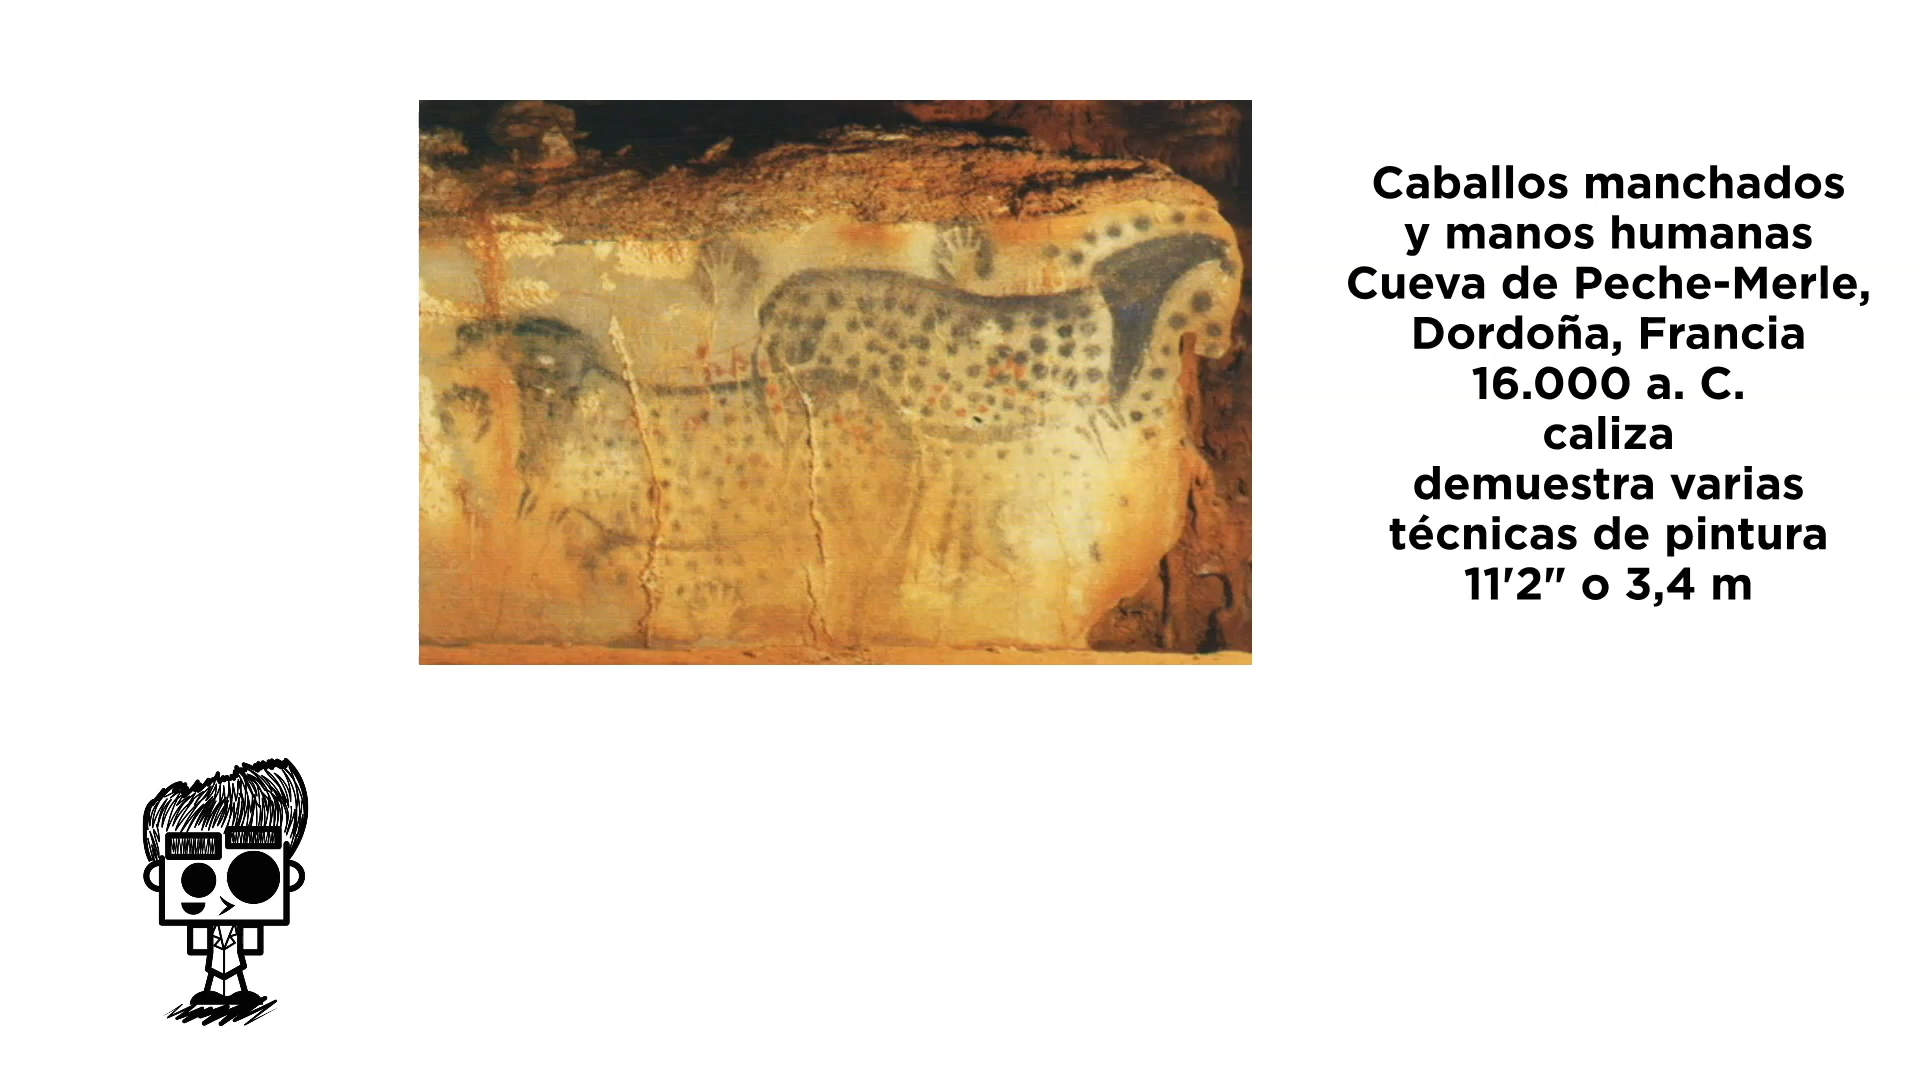 Caballos manchados
y manos humanas
Cueva de Peche-Merle,
Dordoña, Francia
16.000 a. C.
caliza
demuestra varias
técnicas de pintura
11'2" o 3,4 m